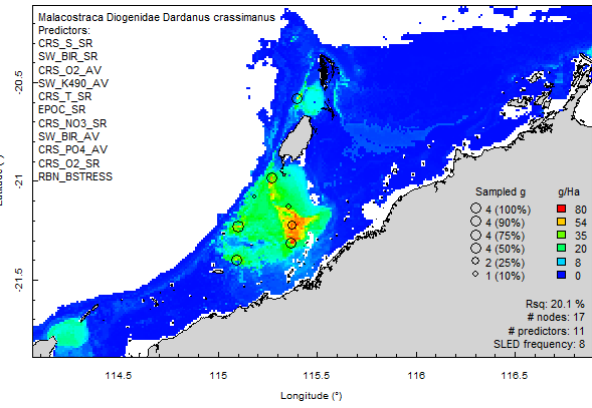 Malacostraca Diogenidae Dardanus crassimanus
Predictors:
CRS_S_SR
SW_BIR_SR
CRS_O2_AV
SW_K490_AV
CRS_T_SR
EPOC_SR
CRS_NO3_SR
SW_BIR_AV
CRS_PO4_AV
CRS_O2_SR
RBN_BSTRESS
-20.5
-21
-21.5
Sampled g g/Ha
4 (100%) 80
4 (90%) 54
4 (75%) 35
4 (50%) 20
2 (25%) 8
1 (10%) 0
Rsq: 20.1 %
# nodes: 17
# predictors: 11
SLED frequency: 8
114.5 115 115.5 116 116.5
Longitude (°)